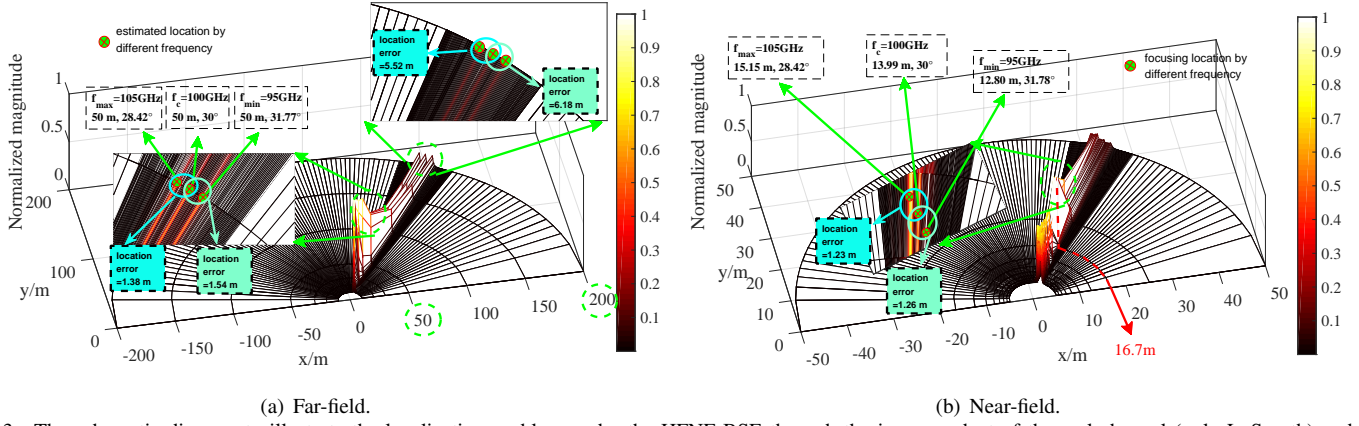 estimated location by
different frequency
Normalized magnitude
1
0.5
0
200
100
0
y/m
f_max=105GHz
50 m, 28.42°
f_c=100GHz
50 m, 30°
f_min=95GHz
50 m, 31.77°
location
error
=5.52 m
location
error
=6.18 m
location
error
=1.38 m
location
error
=1.54 m
-200
-150
-100
-50
0
50
100
150
200
x/m
1
0.9
0.8
0.7
0.6
0.5
0.4
0.3
0.2
0.1
(a) Far-field.
f_max=105GHz
15.15 m, 28.42°
f_c=100GHz
13.99 m, 30°
f_min=95GHz
12.80 m, 31.78°
focusing location by
different frequency
Normalized magnitude
1
0.5
0
50
40
30
20
10
0
y/m
location
error
=1.23 m
location
error
=1.26 m
-50
-40
-30
-20
-10
0
10
20
30
40
50
x/m
16.7m
1
0.9
0.8
0.7
0.6
0.5
0.4
0.3
0.2
0.1
(b) Near-field.